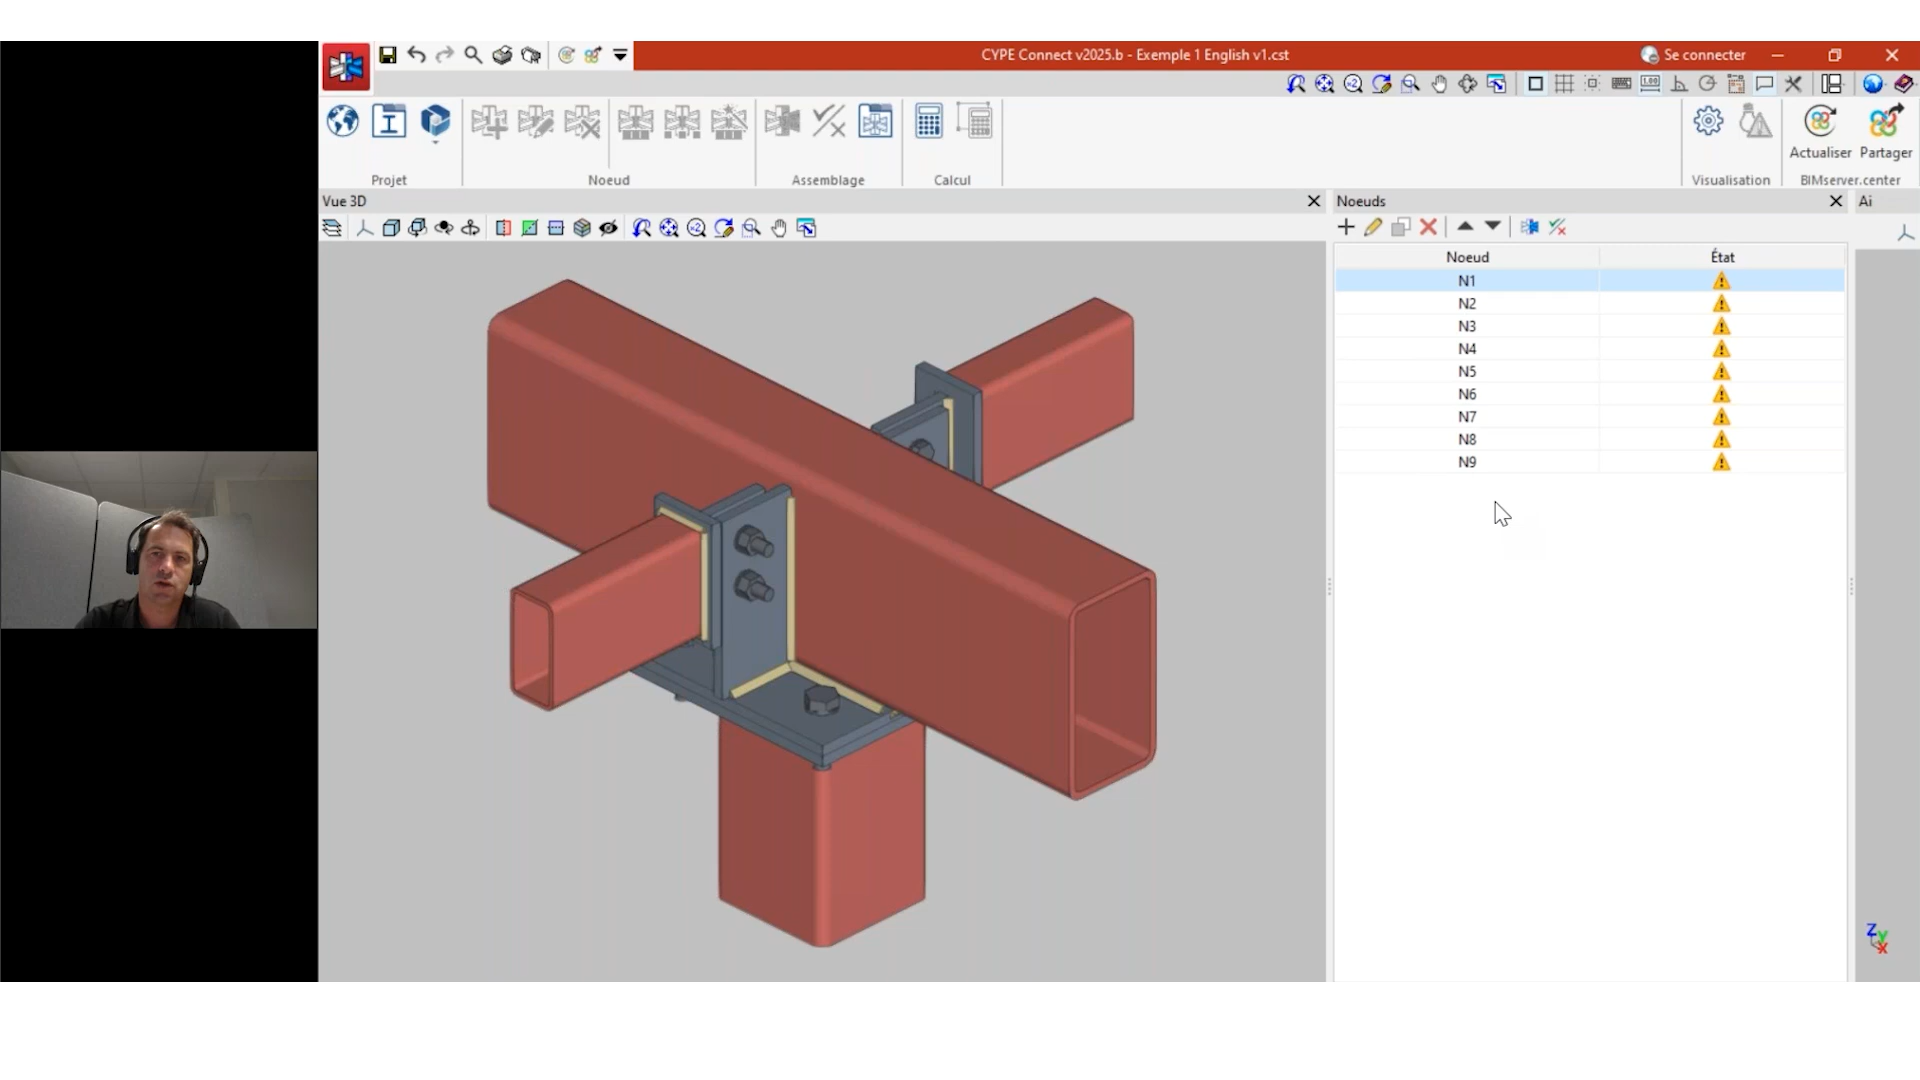 CYPE Connect v2025.b - Exemple 1 English v1.cst
Se connecter
Actualiser
Partager
Projet
Noeud
Assemblage
Calcul
Visualisation
BIMserver.center
Vue 3D
Noeuds
Ai
Noeud
État
N1
N2
N3
N4
N5
N6
N7
N8
N9
Z
Y
X